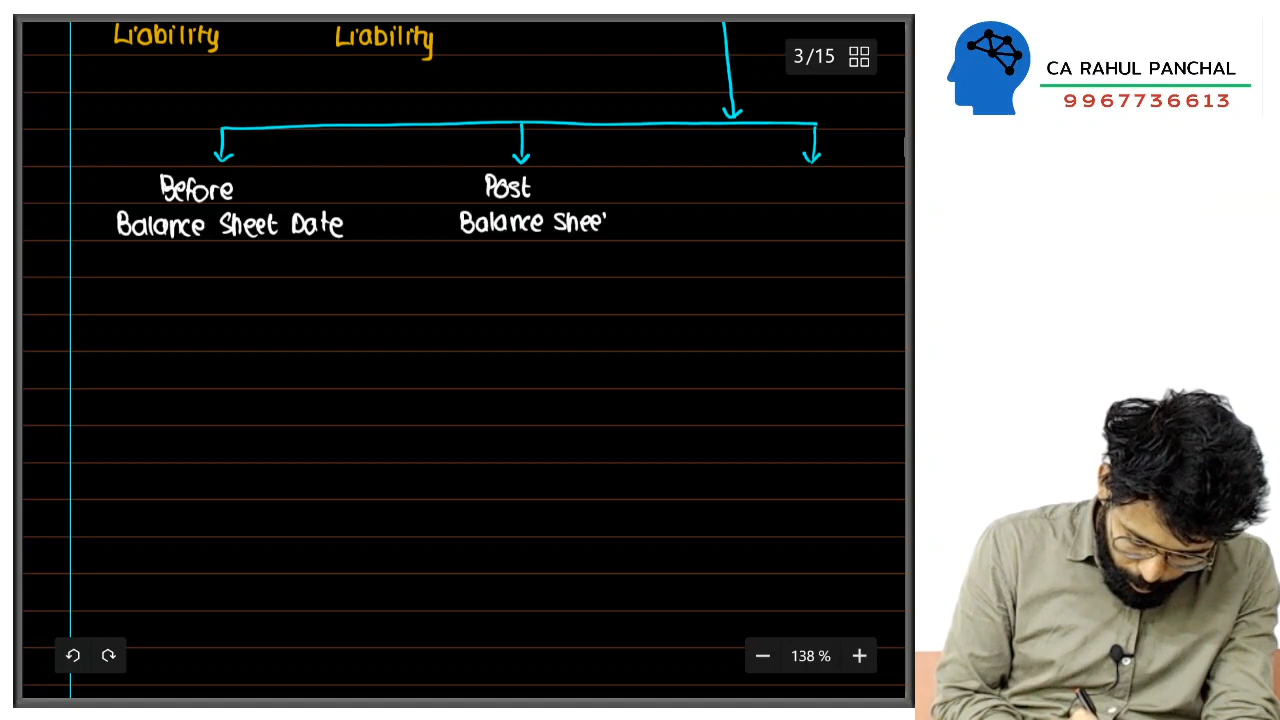 Liability Liability
3/15
CA RAHUL PANCHAL
9967736613
Before
Balance Sheet Date
Post
Balance Shee
138 %